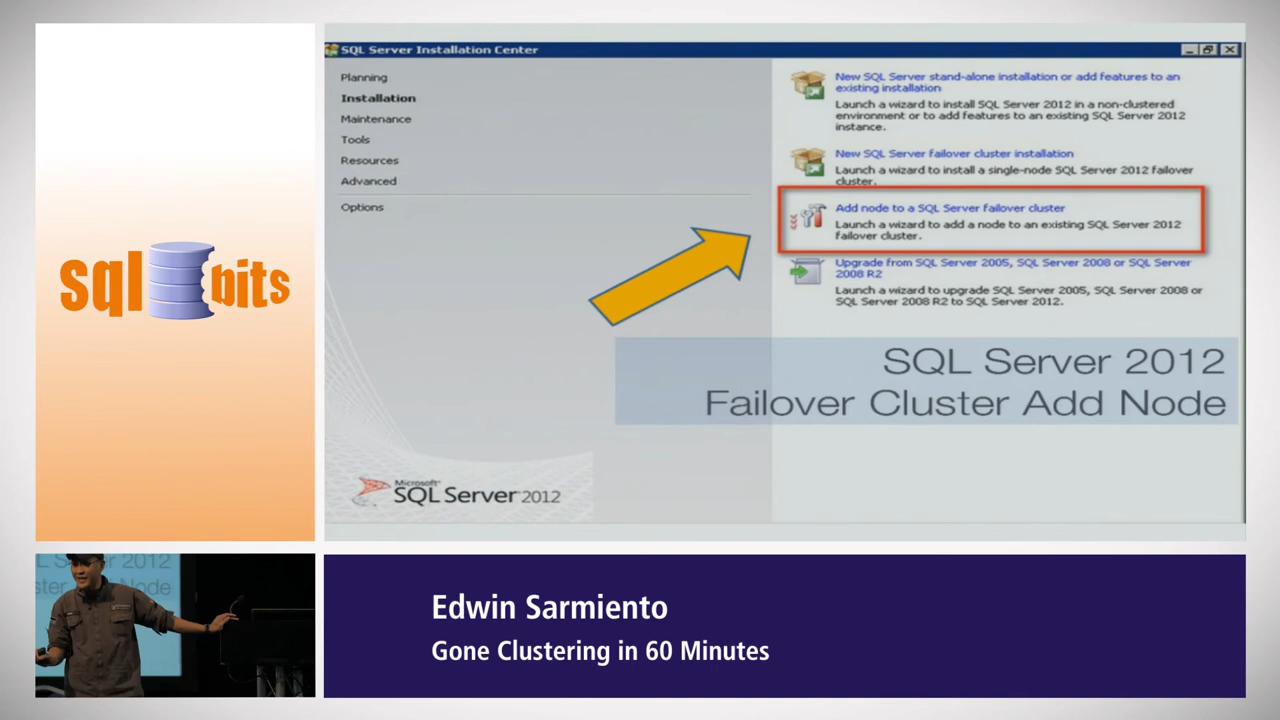 SQL Server Installation Center
Planning
Installation
Maintenance
Tools
Resources
Advanced
Options
New SQL Server stand-alone installation or add features to an
existing installation
Launch a wizard to install SQL Server 2012 in a non-clustered
environment or to add features to an existing SQL Server 2012
instance.
New SQL Server failover cluster installation
Launch a wizard to install a single-node SQL Server 2012 failover
cluster.
Add node to a SQL Server failover cluster
Launch a wizard to add a node to an existing SQL Server 2012
failover cluster.
Upgrade from SQL Server 2005, SQL Server 2008 or SQL Server
2008 R2
Launch a wizard to upgrade SQL Server 2005, SQL Server 2008 or
SQL Server 2008 R2 to SQL Server 2012.
SQL Server 2012
Failover Cluster Add Node
Microsoft
SQL Server 2012
sql bits
2012
Node
Edwin Sarmiento
Gone Clustering in 60 Minutes